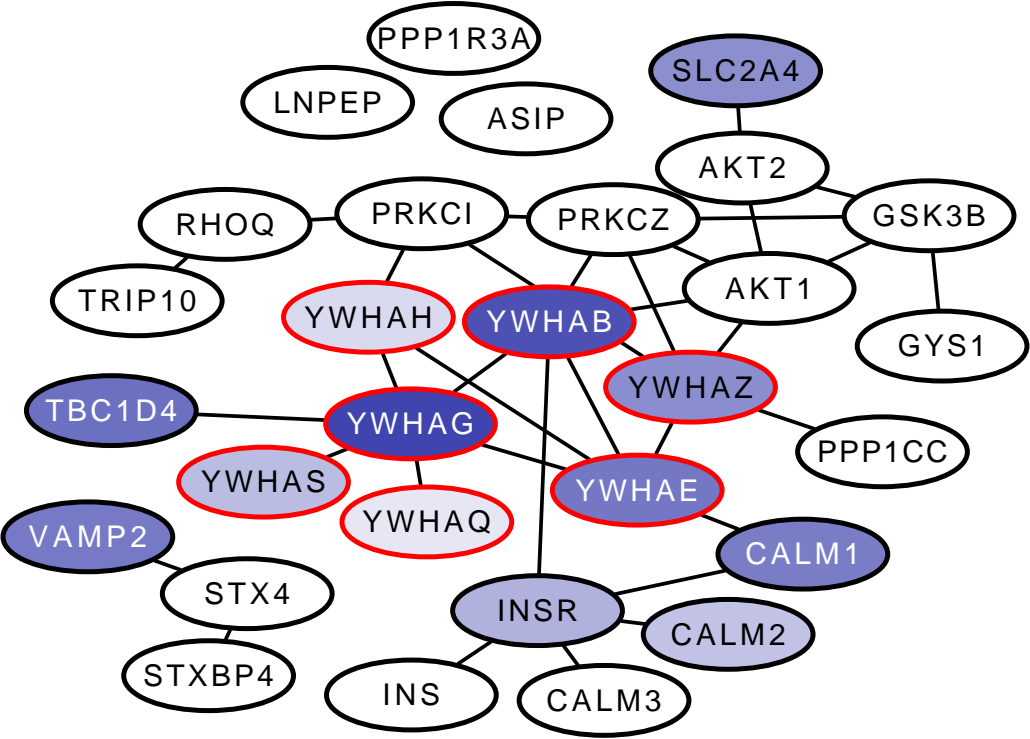 PPP1R3A
SLC2A4
LNPEP
ASIP
AKT2
PRKCI
PRKCZ
GSK3B
RHOQ
AKT1
TRIP10
YWHAH
YWHAB
GYS1
YWHAZ
TBC1D4
YWHAG
PPP1CC
YWHAS
YWHAE
YWHAQ
VAMP2
CALM1
STX4
INSR
CALM2
STXBP4
INS
CALM3